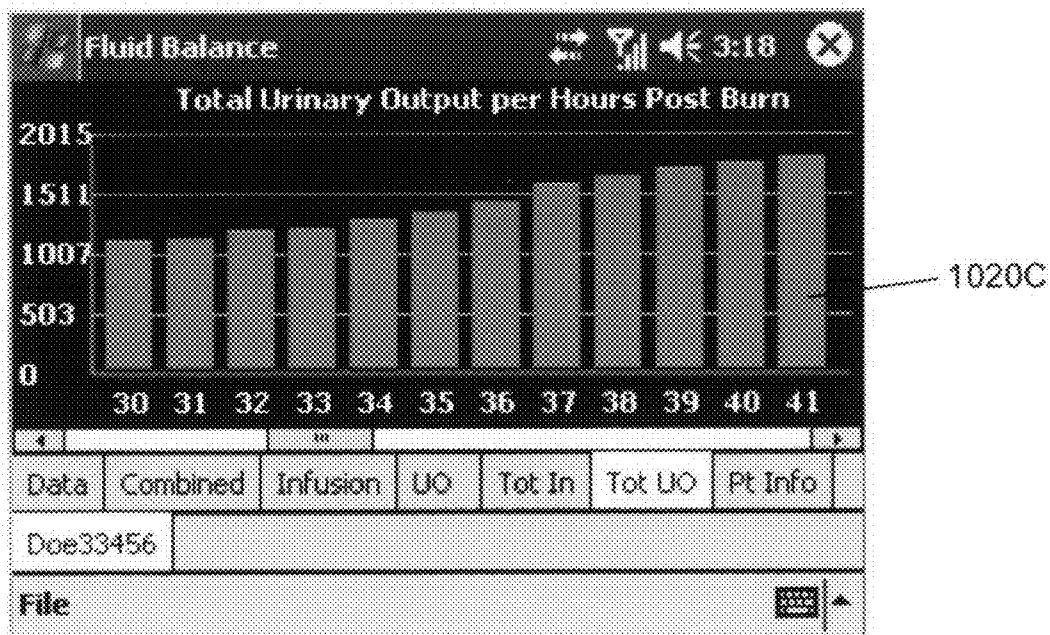 Fluid Balance 3:18
Total Urinary Output per Hours Post Burn
2015
1511
1007
503
0
30 31 32 33 34 35 36 37 38 39 40 41
1020C
Data Combined Infusion UO Tot In Tot UO Pt Info
Doe33456
File